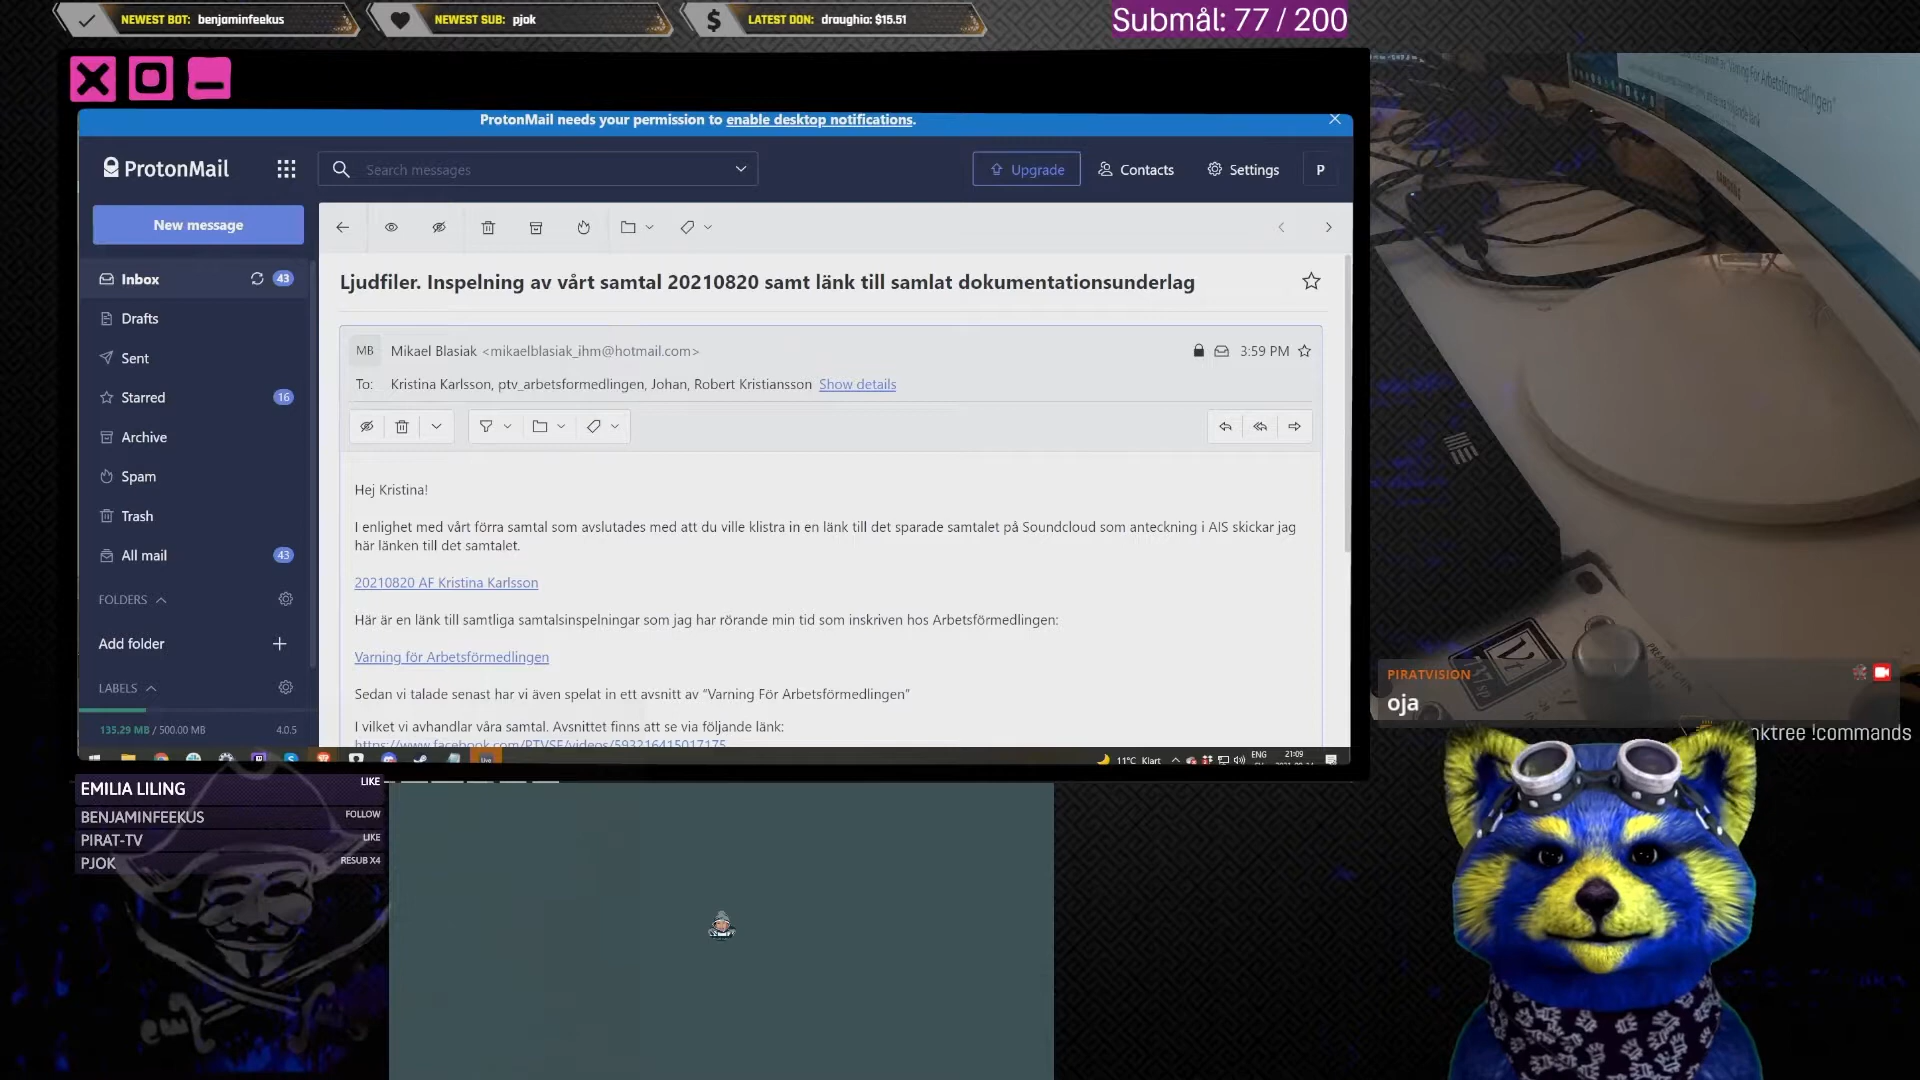 NEWEST BOT: benjaminfeekus
NEWEST SUB: pjok
LATEST DON: draughio: $15.51
Submål: 77 / 200
ProtonMail needs your permission to enable desktop notifications.
ProtonMail
Search messages
Upgrade
Contacts
Settings
P
New message
Inbox
43
Drafts
Sent
Starred
16
Archive
Spam
Trash
All mail
43
FOLDERS
Add folder
LABELS
135.29 MB / 500.00 MB
4.0.5
Ljudfiler. Inspelning av vårt samtal 20210820 samt länk till samlat dokumentationsunderlag
MB
Mikael Blasiak <mikaelblasiak_ihm@hotmail.com>
3:59 PM
To: Kristina Karlsson, ptv_arbetsformedlingen, Johan, Robert Kristiansson Show details
Hej Kristina!
I enlighet med vårt förra samtal som avslutades med att du ville klistra in en länk till det sparade samtalet på Soundcloud som anteckning i AIS skickar jag
här länken till det samtalet.
20210820 AF Kristina Karlsson
Här är en länk till samtliga samtalsinspelningar som jag har rörande min tid som inskriven hos Arbetsförmedlingen:
Varning för Arbetsförmedlingen
Sedan vi talade senast har vi även spelat in ett avsnitt av ”Varning För Arbetsförmedlingen”
I vilket vi avhandlar våra samtal. Avsnittet finns att se via följande länk:
https://www.facebook.com/PTVSE/videos/593216415017175
11°C Klart
ENG
21:09
PIRATVISION
oja
nktree !commands
EMILIA LILING LIKE
BENJAMINFEEKUS FOLLOW
PIRAT-TV LIKE
PJOK RESUB X4